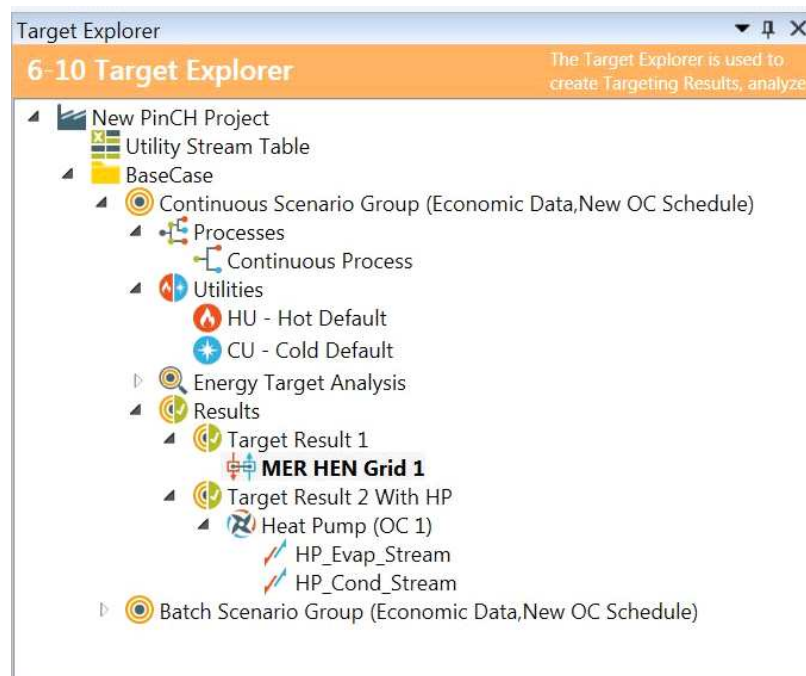 Target Explorer
6-10 Target Explorer
The Target Explorer is used to
create Targeting Results, analyze
New PinCH Project
Utility Stream Table
BaseCase
Continuous Scenario Group (Economic Data,New OC Schedule)
Processes
Continuous Process
Utilities
HU - Hot Default
CU - Cold Default
Energy Target Analysis
Results
Target Result 1
MER HEN Grid 1
Target Result 2 With HP
Heat Pump (OC 1)
HP_Evap_Stream
HP_Cond_Stream
Batch Scenario Group (Economic Data,New OC Schedule)